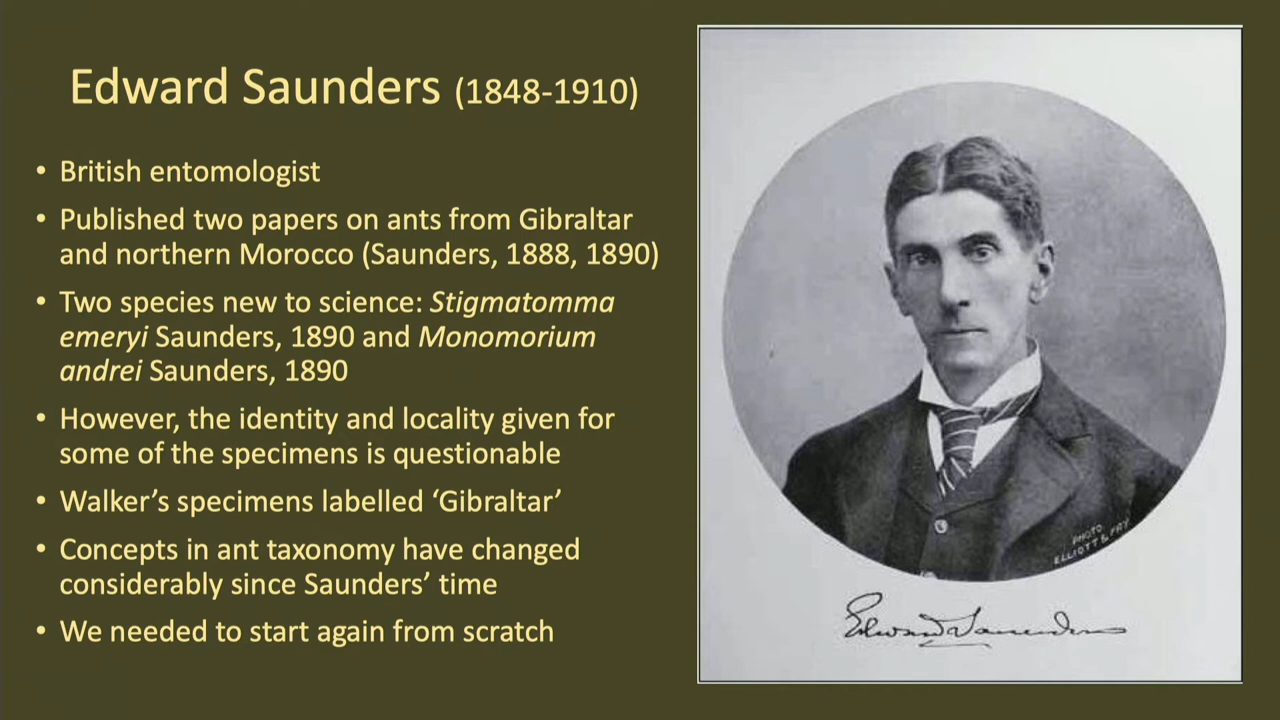 Edward Saunders (1848-1910)
• British entomologist
• Published two papers on ants from Gibraltar
and northern Morocco (Saunders, 1888, 1890)
• Two species new to science: Stigmatomma
emeryi Saunders, 1890 and Monomorium
andrei Saunders, 1890
• However, the identity and locality given for
some of the specimens is questionable
• Walker’s specimens labelled ‘Gibraltar’
• Concepts in ant taxonomy have changed
considerably since Saunders’ time
• We needed to start again from scratch
PHOTO
ELLIOTT & FRY
Edward Saunders